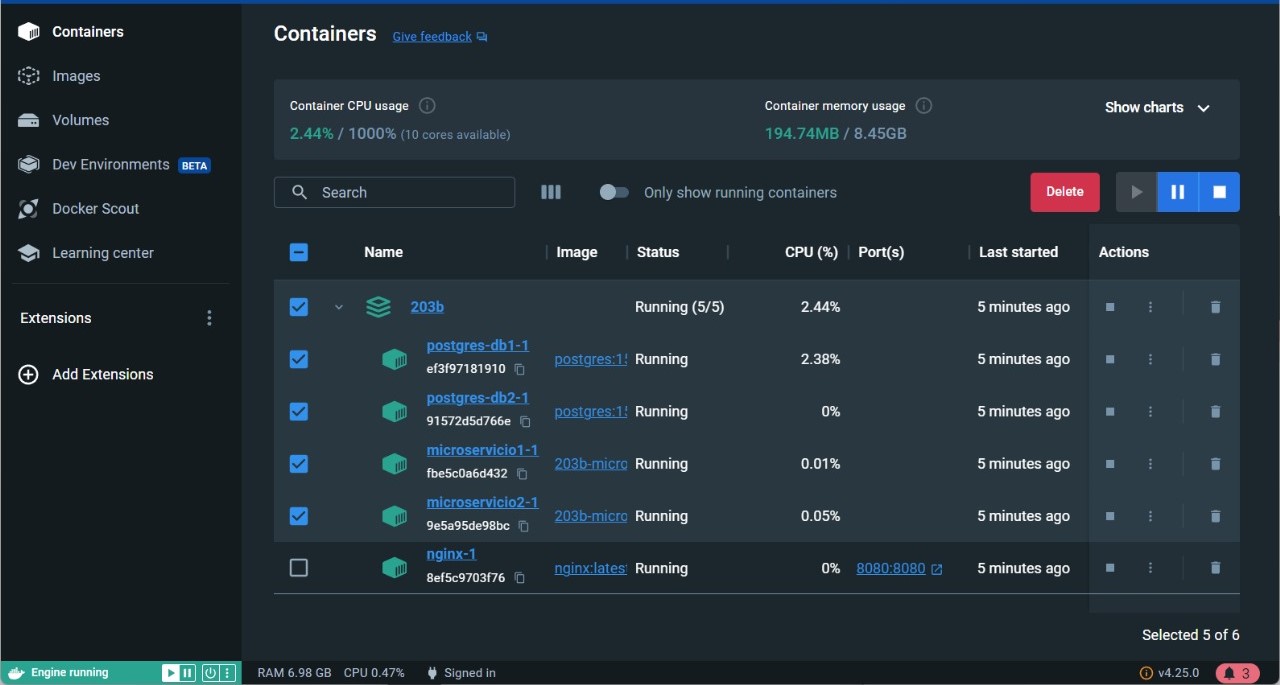 Containers
Images
Volumes
Dev Environments BETA
Docker Scout
Learning center
Extensions
Add Extensions
Containers Give feedback
Container CPU usage
2.44% / 1000% (10 cores available)
Container memory usage
194.74MB / 8.45GB
Show charts
Search
Only show running containers
Delete
Name Image Status CPU (%) Port(s) Last started Actions
203b Running (5/5) 2.44% 5 minutes ago
postgres-db1-1
ef3f97181910
postgres:15 Running 2.38% 5 minutes ago
postgres-db2-1
91572d5d766e
postgres:15 Running 0% 5 minutes ago
microservicio1-1
fbe5c0a6d432
203b-micro Running 0.01% 5 minutes ago
microservicio2-1
9e5a95de98bc
203b-micro Running 0.05% 5 minutes ago
nginx-1
8ef5c9703f76
nginx:latest Running 0% 8080:8080 5 minutes ago
Selected 5 of 6
Engine running
RAM 6.98 GB CPU 0.47% Signed in
v4.25.0
3